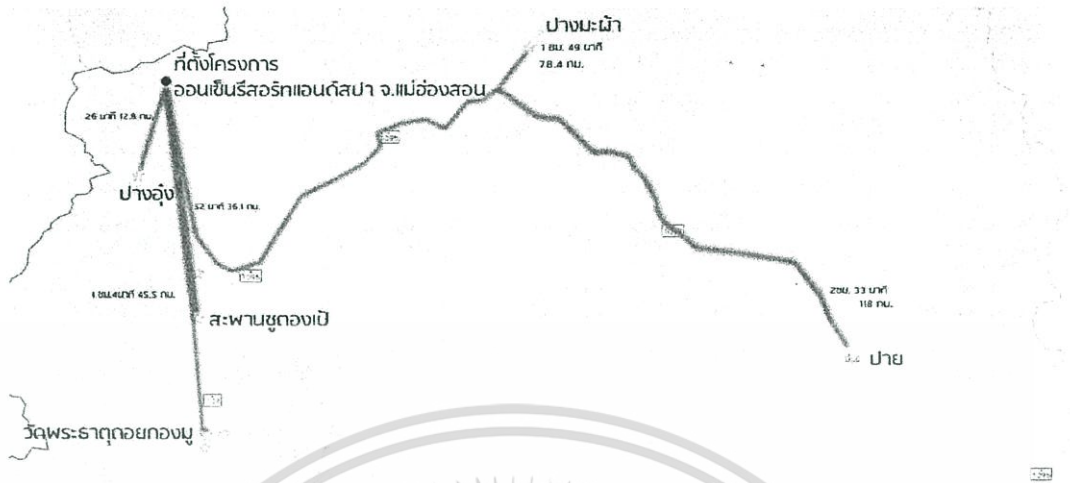 ปางมะผ้า
1 ชม. 49 นาที
78.4 กม.
ที่ตั้งโครงการ
ออนเซ็นรีสอร์ทแอนด์สปา จ.แม่ฮ่องสอน
26 นาที 12.8 กม.
ปางอุ๋ง
52 นาที 36.1 กม.
1 ชม.4นาที 45.5 กม.
สะพานซูตองเป้
2ชม. 33 นาที
118 กม.
ปาย
วัดพระธาตุดอยกองมู